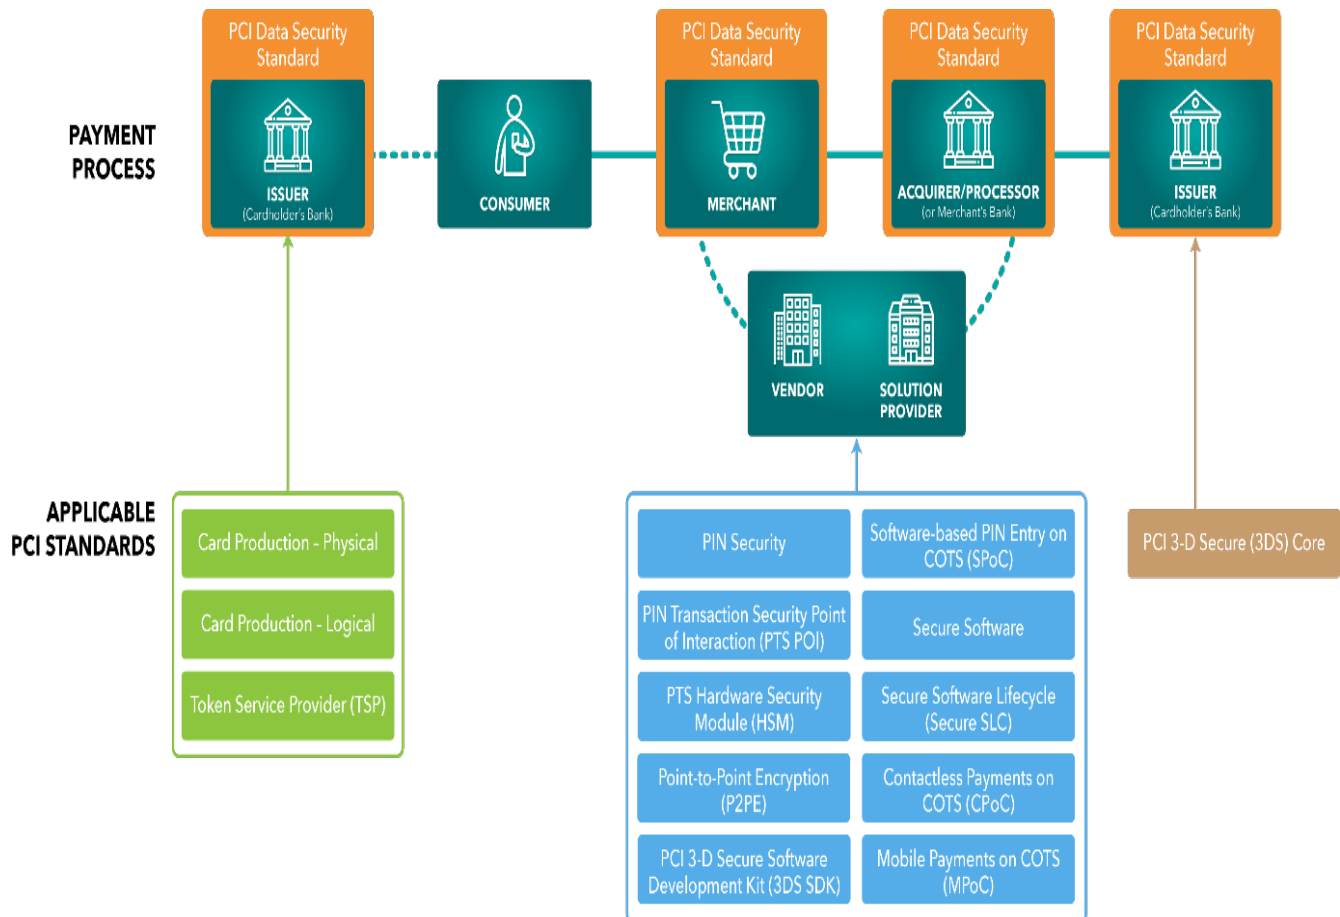 PCI Data Security
Standard
ISSUER
(Cardholder's Bank)
CONSUMER
PCI Data Security
Standard
MERCHANT
PCI Data Security
Standard
ACQUIRER/PROCESSOR
(or Merchant's Bank)
PCI Data Security
Standard
ISSUER
(Cardholder's Bank)
PAYMENT
PROCESS
VENDOR
SOLUTION
PROVIDER
APPLICABLE
PCI STANDARDS
Card Production - Physical
Card Production - Logical
Token Service Provider (TSP)
PIN Security
Software-based PIN Entry on
COTS (SPoC)
PIN Transaction Security Point
of Interaction (PTS POI)
Secure Software
PTS Hardware Security
Module (HSM)
Secure Software Lifecycle
(Secure SLC)
Point-to-Point Encryption
(P2PE)
Contactless Payments on
COTS (CPoC)
PCI 3-D Secure Software
Development Kit (3DS SDK)
Mobile Payments on COTS
(MPoC)
PCI 3-D Secure (3DS) Core